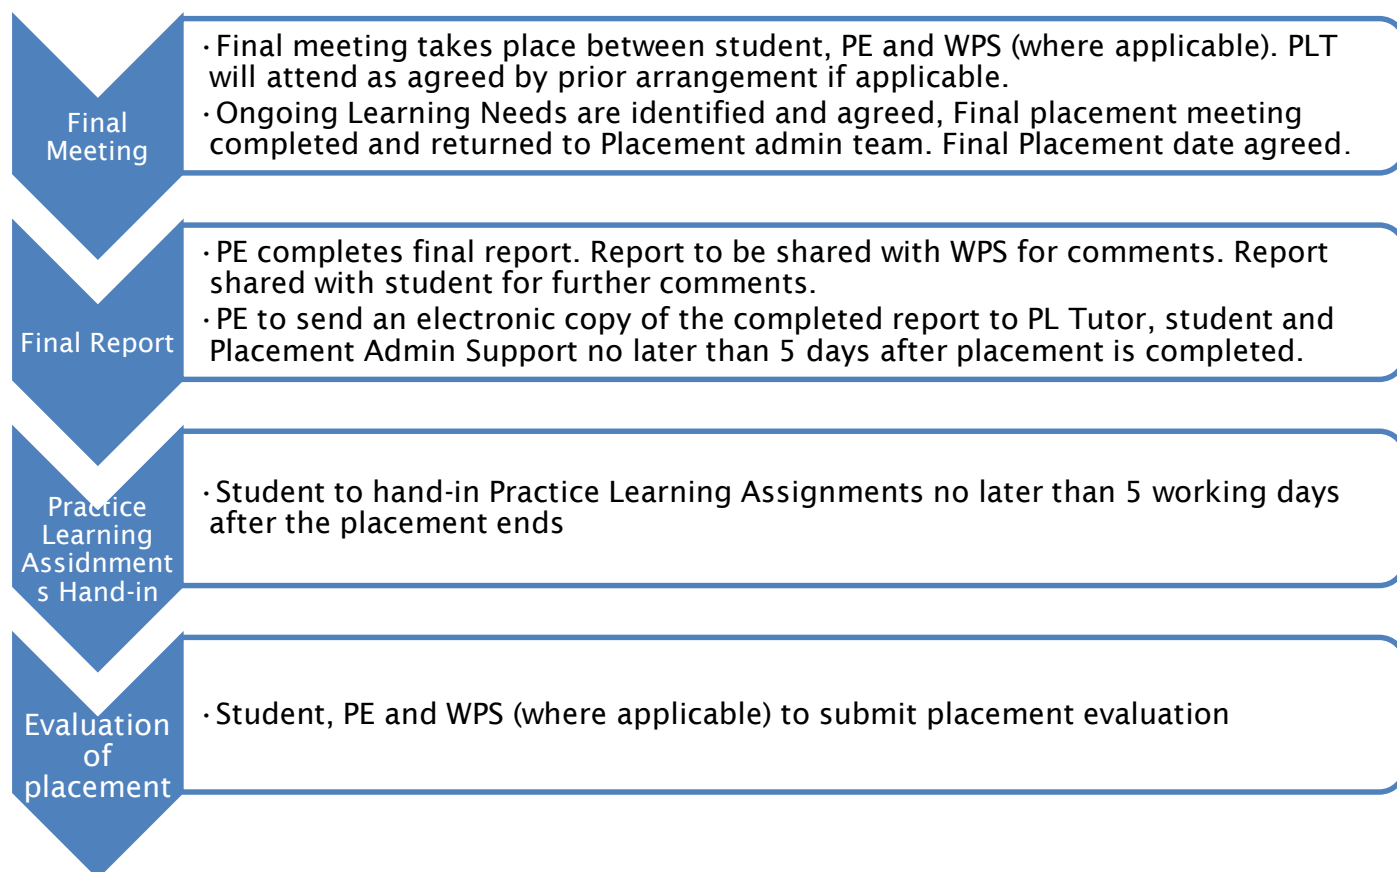 Final
Meeting
· Final meeting takes place between student, PE and WPS (where applicable). PLT
will attend as agreed by prior arrangement if applicable.
· Ongoing Learning Needs are identified and agreed, Final placement meeting
completed and returned to Placement admin team. Final Placement date agreed.
Final Report
· PE completes final report. Report to be shared with WPS for comments. Report
shared with student for further comments.
· PE to send an electronic copy of the completed report to PL Tutor, student and
Placement Admin Support no later than 5 days after placement is completed.
Practice
Learning
Assidnment
s Hand-in
· Student to hand-in Practice Learning Assignments no later than 5 working days
after the placement ends
Evaluation
of
placement
· Student, PE and WPS (where applicable) to submit placement evaluation